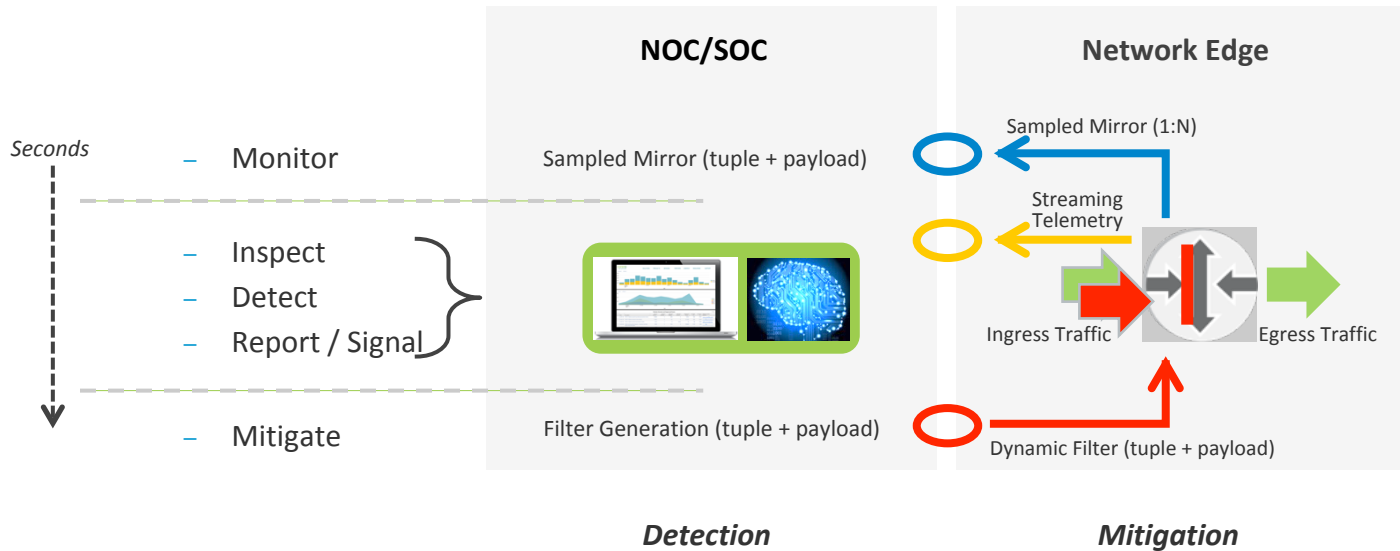 NOC/SOC
Network Edge
Seconds
– Monitor
Sampled Mirror (tuple + payload)
Sampled Mirror (1:N)
Streaming
Telemetry
– Inspect
– Detect
– Report / Signal
Ingress Traffic
Egress Traffic
– Mitigate
Filter Generation (tuple + payload)
Dynamic Filter (tuple + payload)
Detection
Mitigation